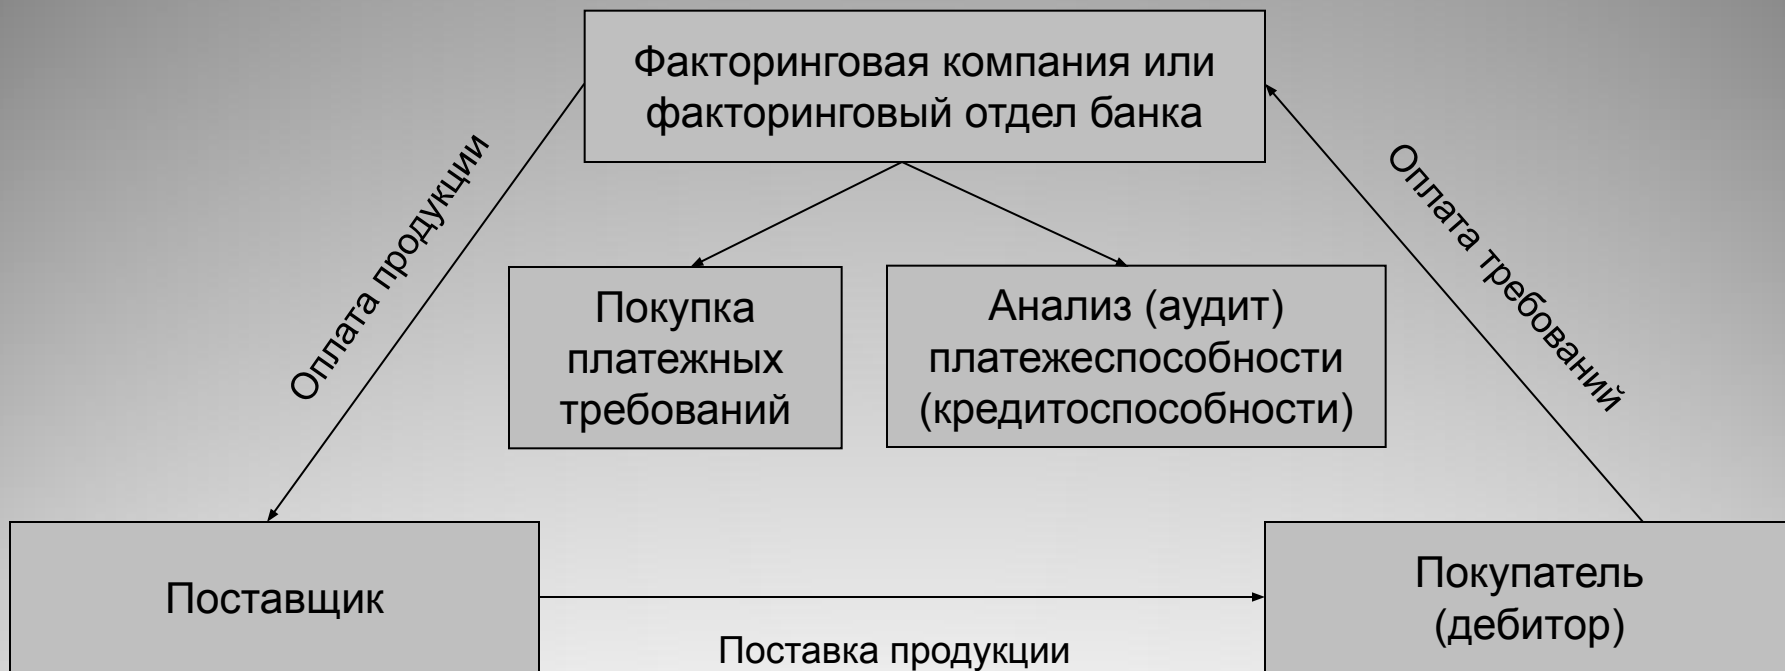 Факторинговая компания или
факторинговый отдел банка
Оплата продукции
Оплата требований
Покупка
платежных
требований
Анализ (аудит)
платежеспособности
(кредитоспособности)
Поставщик
Поставка продукции
Покупатель
(дебитор)